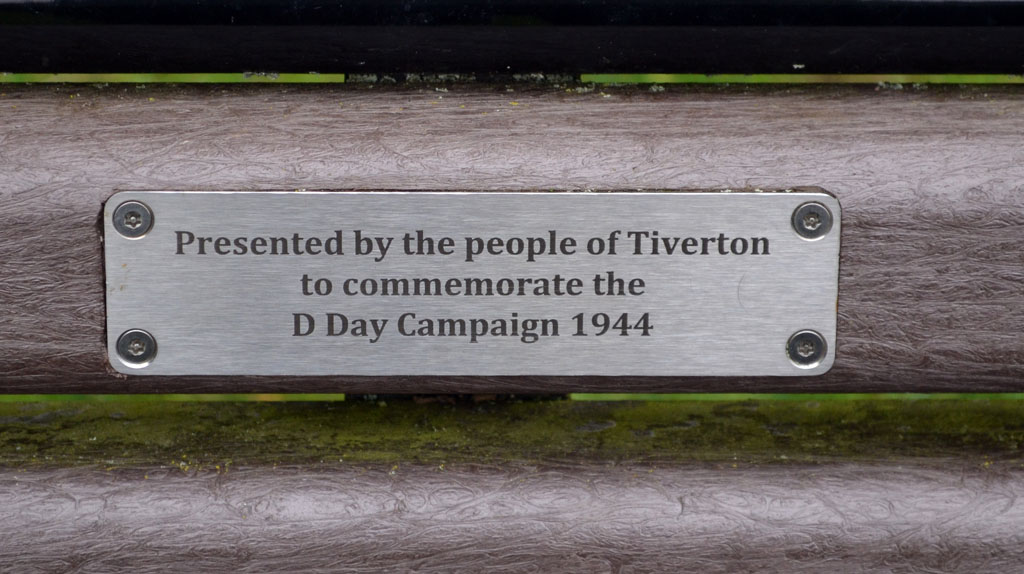 Presented by the people of Tiverton
to commemorate the
D Day Campaign 1944